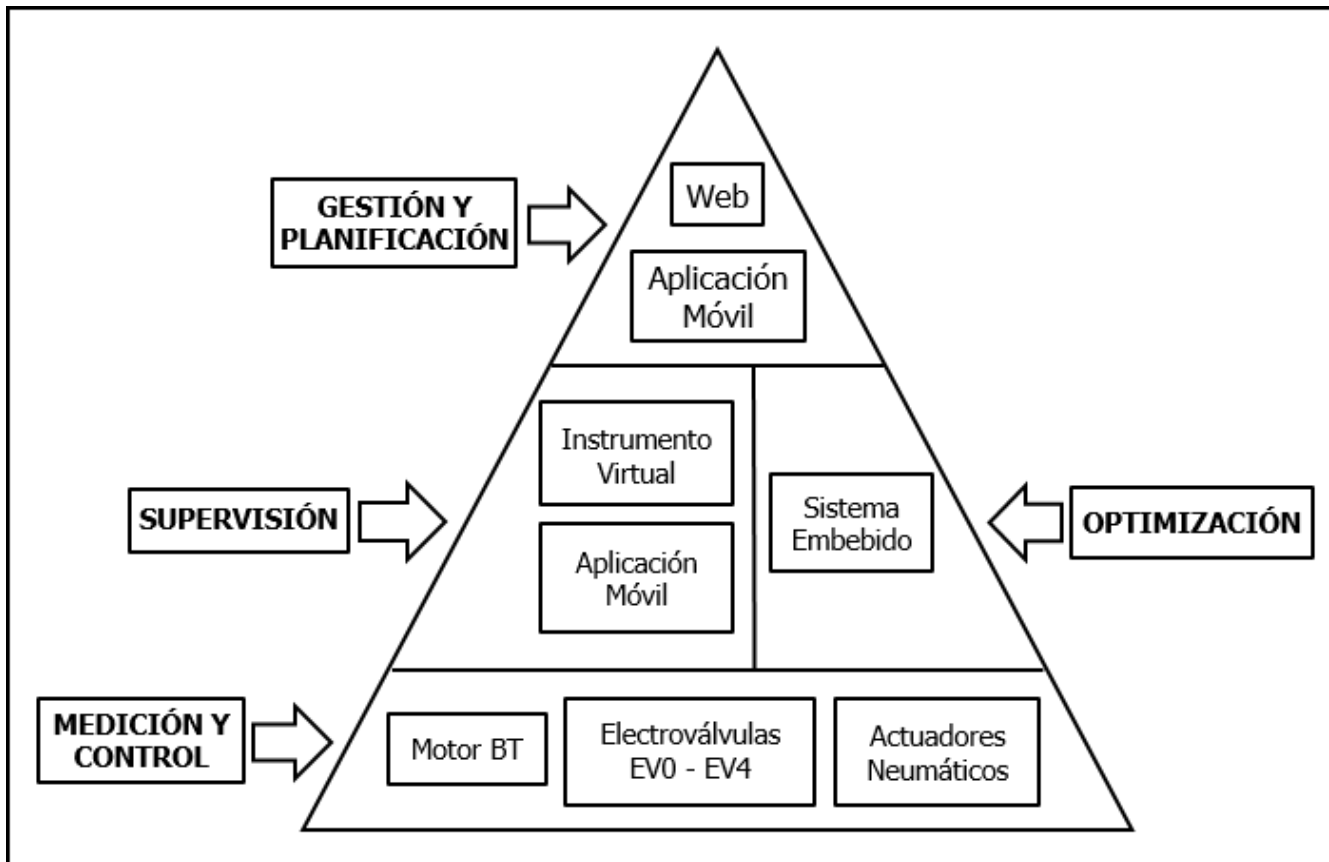 Web
GESTIÓN Y
PLANIFICACIÓN
Aplicación
Móvil
Instrumento
Virtual
Sistema
Embebido
SUPERVISIÓN
OPTIMIZACIÓN
Aplicación
Móvil
MEDICIÓN Y
CONTROL
Motor BT
Electroválvulas
EV0 - EV4
Actuadores
Neumáticos